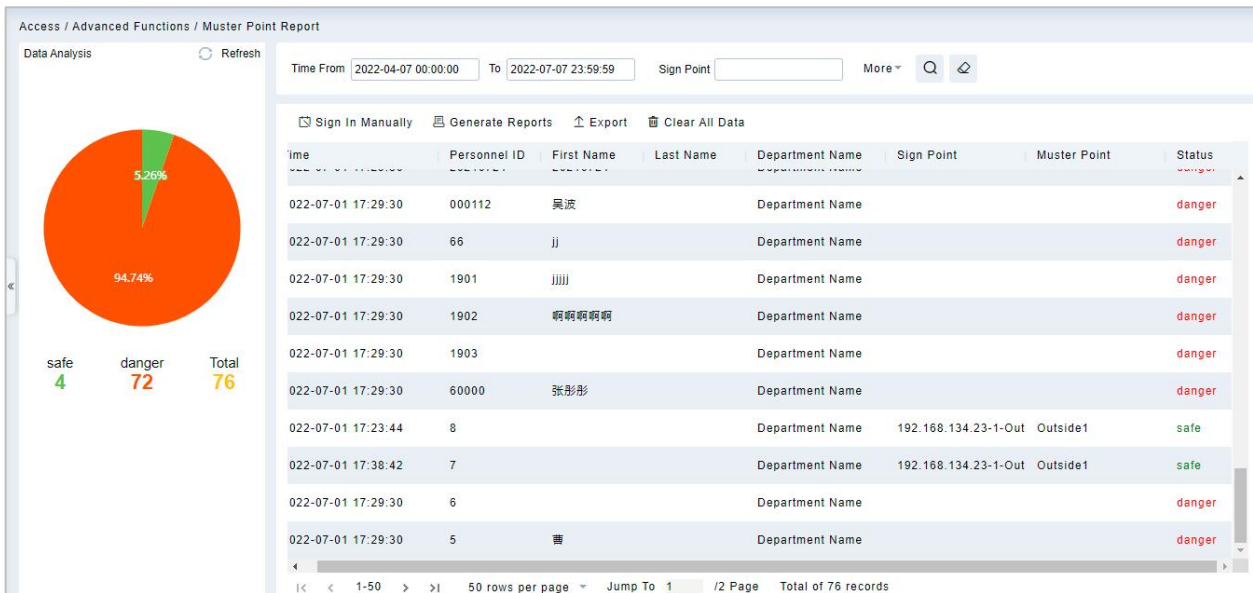 Access / Advanced Functions / Muster Point Report
Data Analysis Refresh
Time From 2022-04-07 00:00:00 To 2022-07-07 23:59:59 Sign Point More
5.26%
94.74%
safe danger Total
4 72 76
Sign In Manually Generate Reports Export Clear All Data
ime Personnel ID First Name Last Name Department Name Sign Point Muster Point Status
022-07-01 17:29:30 000112 吴波 Department Name danger
022-07-01 17:29:30 66 jj Department Name danger
022-07-01 17:29:30 1901 jjjjj Department Name danger
022-07-01 17:29:30 1902 啊啊啊啊啊 Department Name danger
022-07-01 17:29:30 1903 Department Name danger
022-07-01 17:29:30 60000 张彤彤 Department Name danger
022-07-01 17:23:44 8 Department Name 192.168.134.23-1-Out Outside1 safe
022-07-01 17:38:42 7 Department Name 192.168.134.23-1-Out Outside1 safe
022-07-01 17:29:30 6 Department Name danger
022-07-01 17:29:30 5 曹 Department Name danger
1-50 50 rows per page Jump To 1 /2 Page Total of 76 records